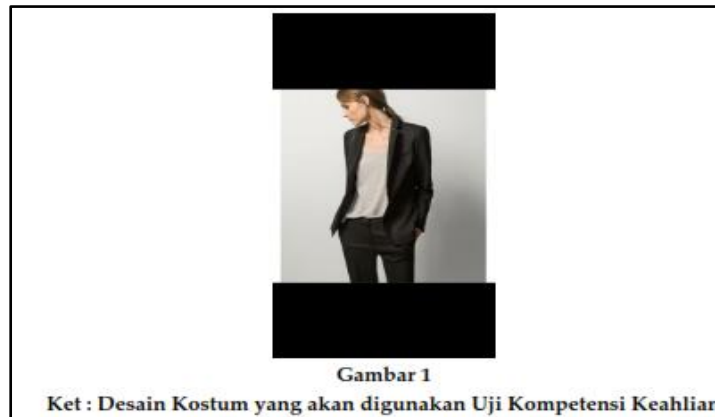 Gambar 1
Ket : Desain Kostum yang akan digunakan Uji Kompetensi Keahlian